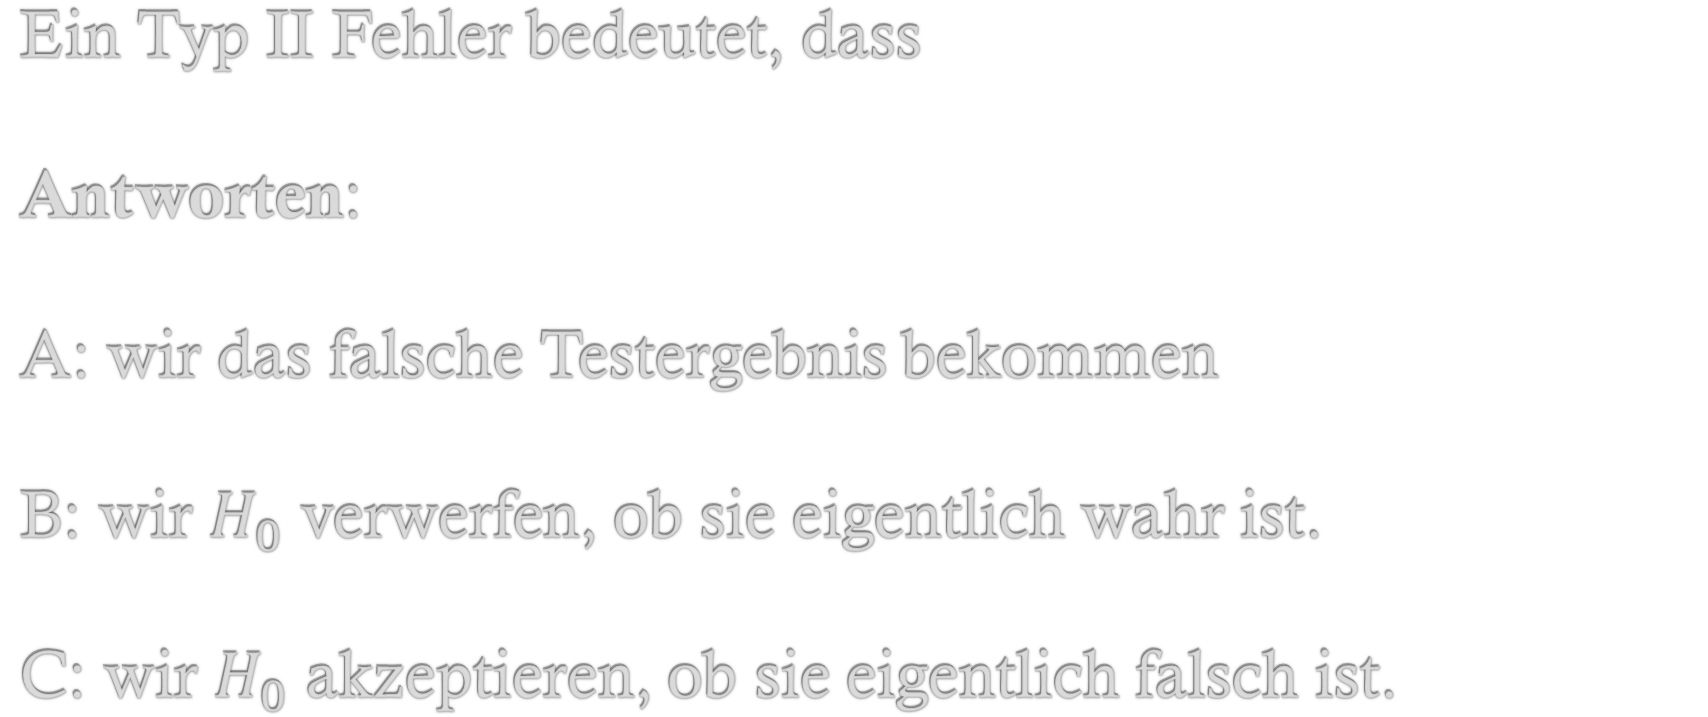 Ein Typ II Fehler bedeutet, dass
Antworten:
A: wir das falsche Testergebnis bekommen
B: wir H₀ verwerfen, ob sie eigentlich wahr ist.
C: wir H₀ akzeptieren, ob sie eigentlich falsch ist.